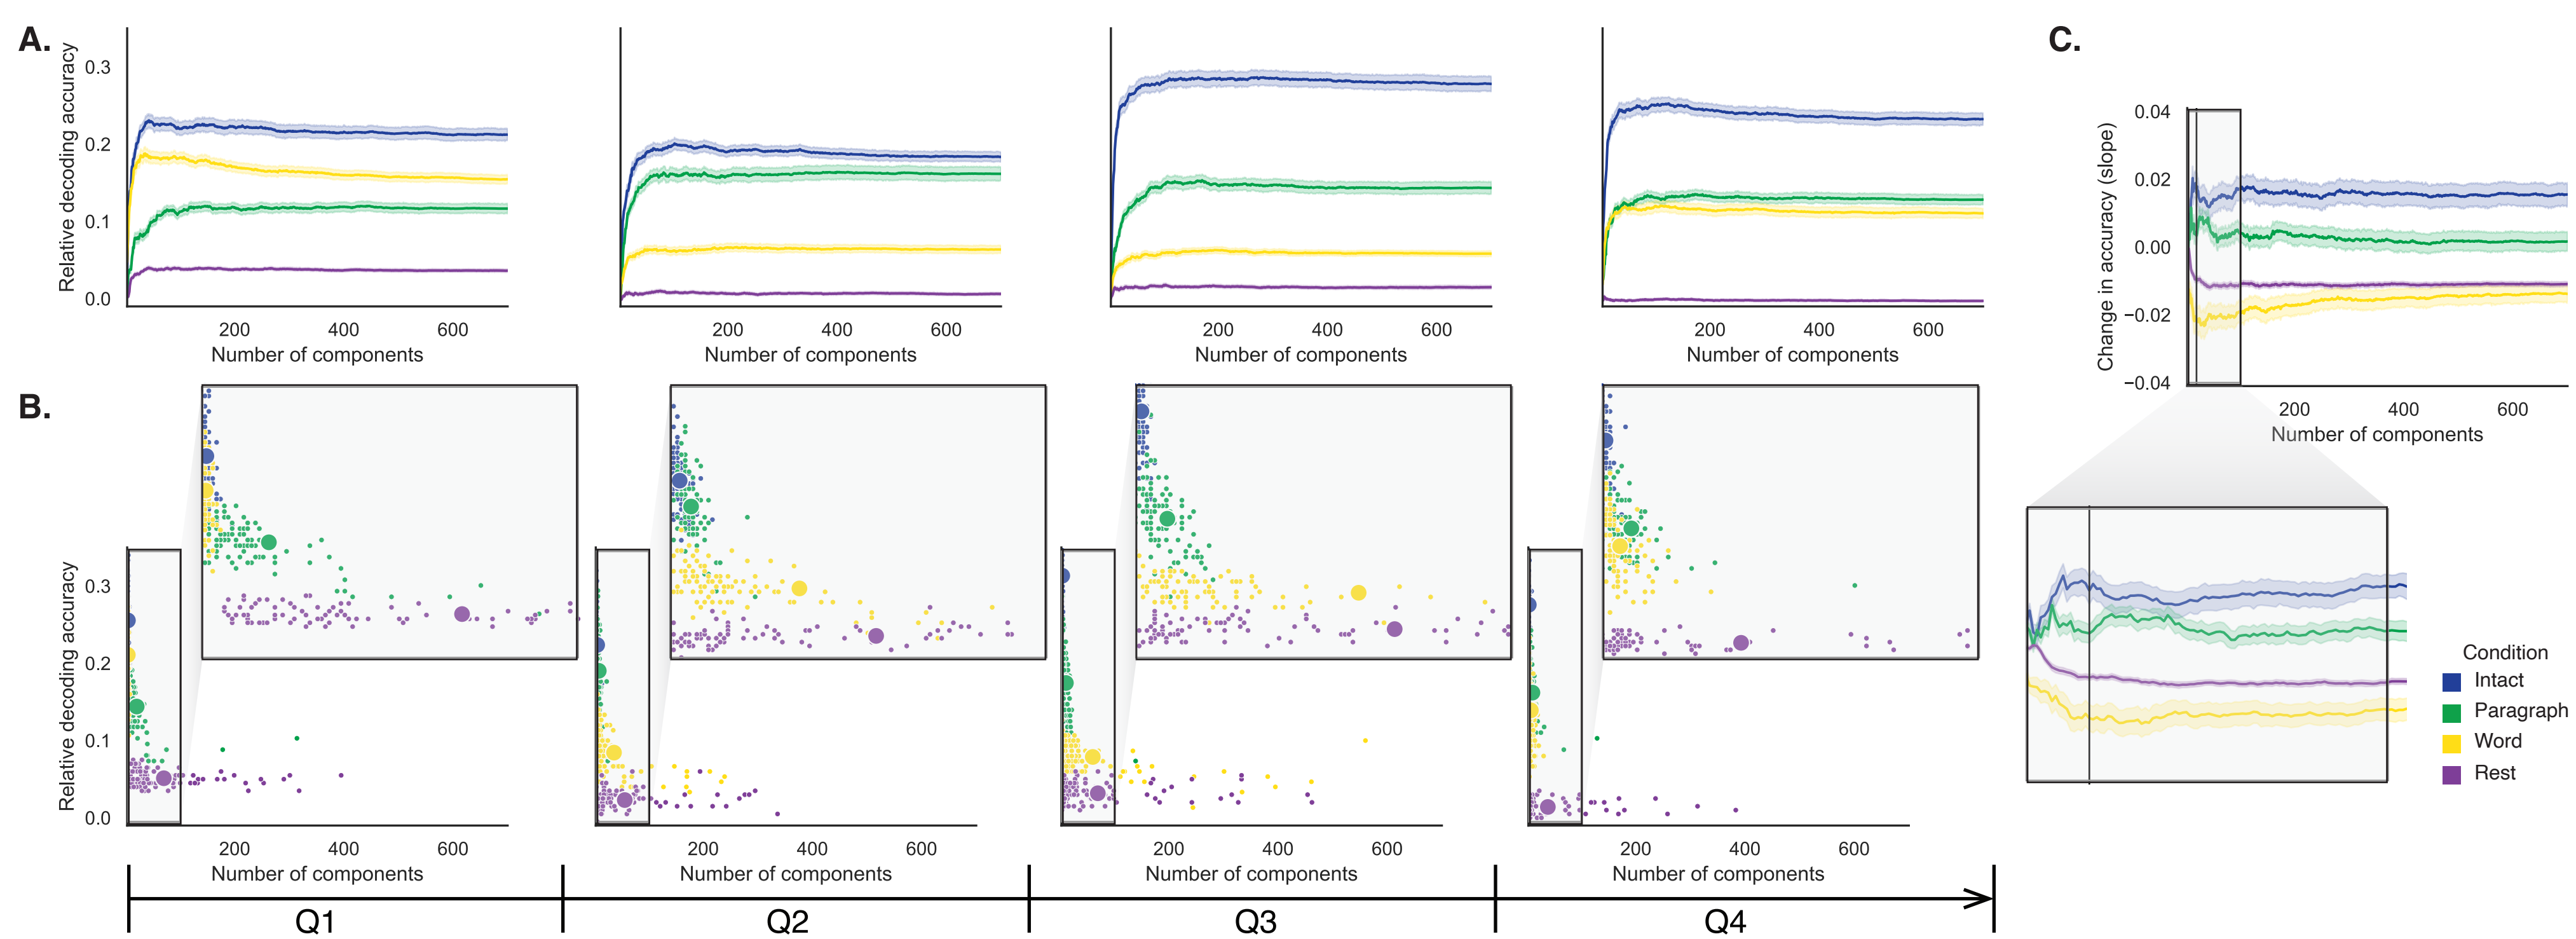 A.
Relative decoding accuracy
0.3
0.2
0.1
0.0
200 400 600
Number of components
200 400 600
Number of components
200 400 600
Number of components
200 400 600
Number of components
B.
Relative decoding accuracy
0.3
0.2
0.1
0.0
200 400 600
Number of components
200 400 600
Number of components
200 400 600
Number of components
200 400 600
Number of components
Q1
Q2
Q3
Q4
C.
Change in accuracy (slope)
0.04
0.02
0.00
−0.02
−0.04
200 400 600
Number of components
Condition
Intact
Paragraph
Word
Rest